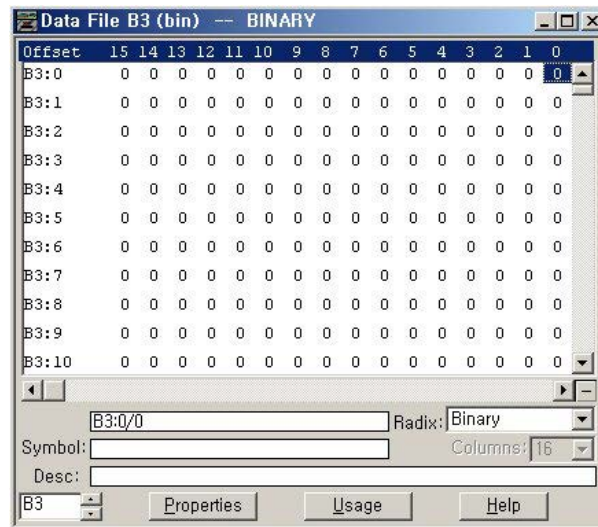 Data File B3 (bin) -- BINARY
Offset 15 14 13 12 11 10 9 8 7 6 5 4 3 2 1 0
B3:0 0 0 0 0 0 0 0 0 0 0 0 0 0 0 0 0
B3:1 0 0 0 0 0 0 0 0 0 0 0 0 0 0 0 0
B3:2 0 0 0 0 0 0 0 0 0 0 0 0 0 0 0 0
B3:3 0 0 0 0 0 0 0 0 0 0 0 0 0 0 0 0
B3:4 0 0 0 0 0 0 0 0 0 0 0 0 0 0 0 0
B3:5 0 0 0 0 0 0 0 0 0 0 0 0 0 0 0 0
B3:6 0 0 0 0 0 0 0 0 0 0 0 0 0 0 0 0
B3:7 0 0 0 0 0 0 0 0 0 0 0 0 0 0 0 0
B3:8 0 0 0 0 0 0 0 0 0 0 0 0 0 0 0 0
B3:9 0 0 0 0 0 0 0 0 0 0 0 0 0 0 0 0
B3:10 0 0 0 0 0 0 0 0 0 0 0 0 0 0 0 0
B3:0/0 Radix: Binary
Symbol: Columns: 16
Desc:
B3 Properties Usage Help